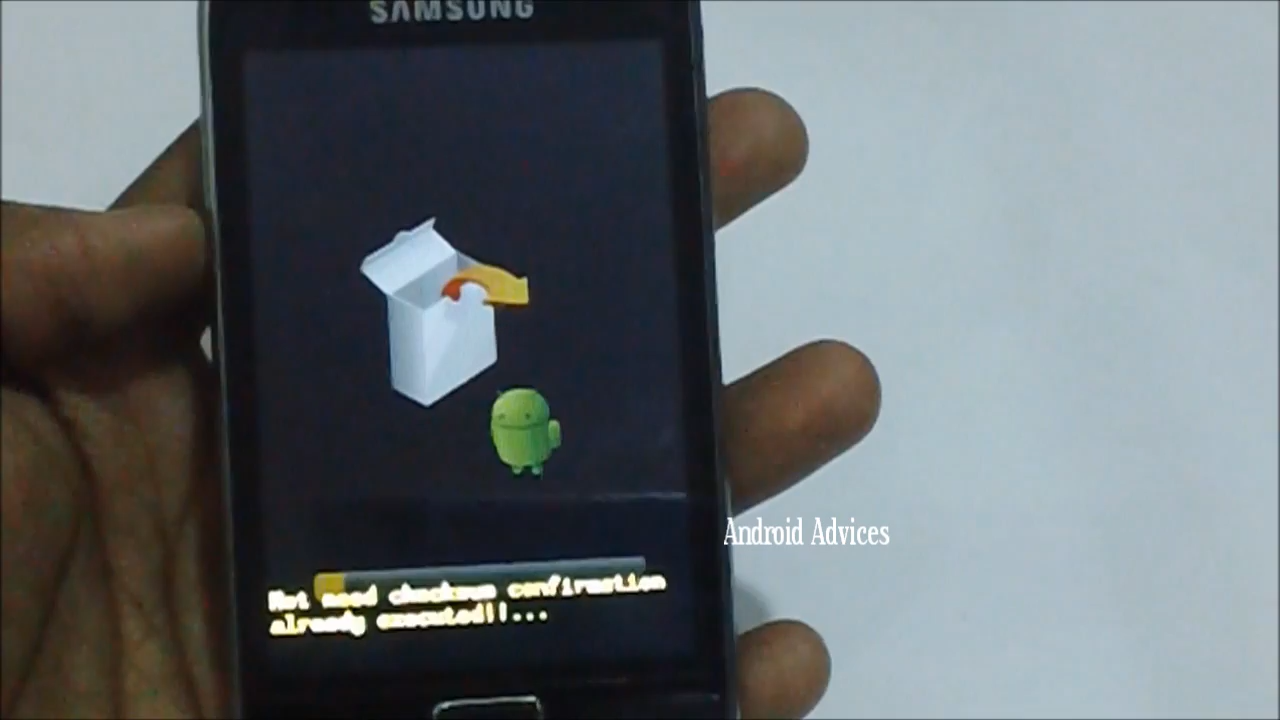 SAMSUNG
Not need checksum confirmation
already executed!!...
Android Advices